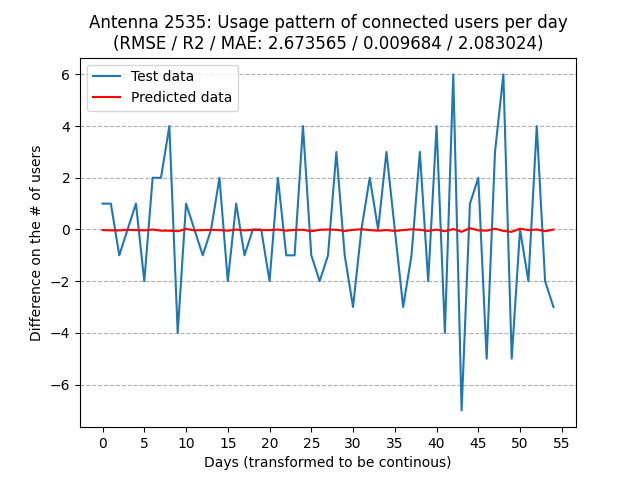 Antenna 2535: Usage pattern of connected users per day
(RMSE / R2 / MAE: 2.673565 / 0.009684 / 2.083024)
Test data
Predicted data
Difference on the # of users
6
4
2
0
−2
−4
−6
0 5 10 15 20 25 30 35 40 45 50 55
Days (transformed to be continous)